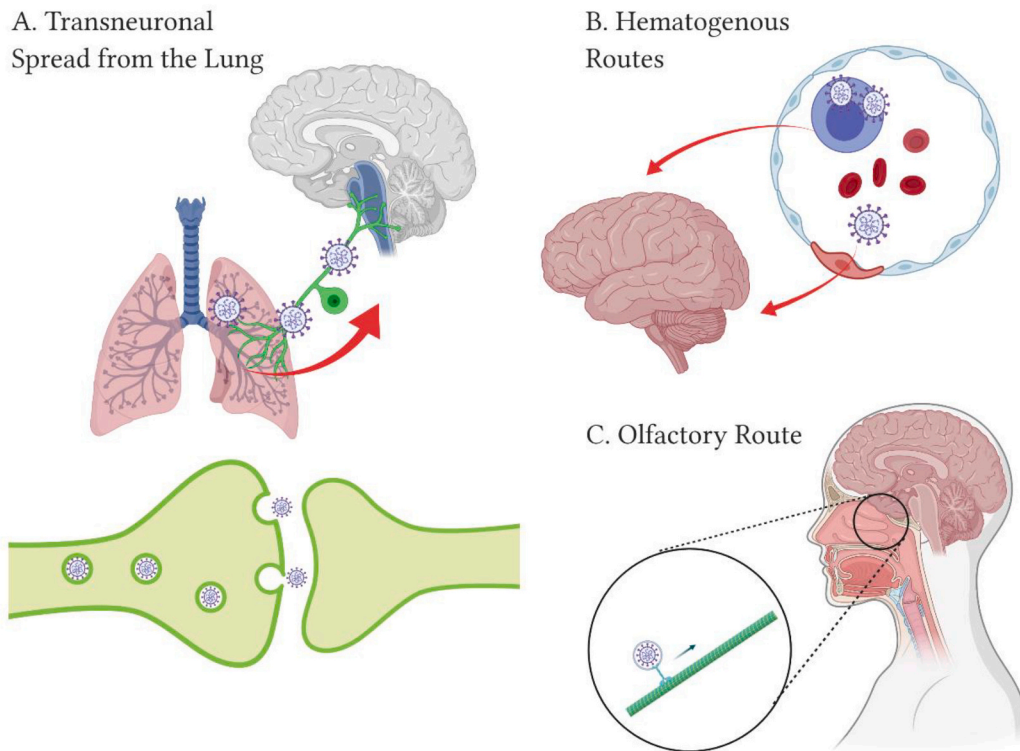 A. Transneuronal
Spread from the Lung
B. Hematogenous
Routes
C. Olfactory Route